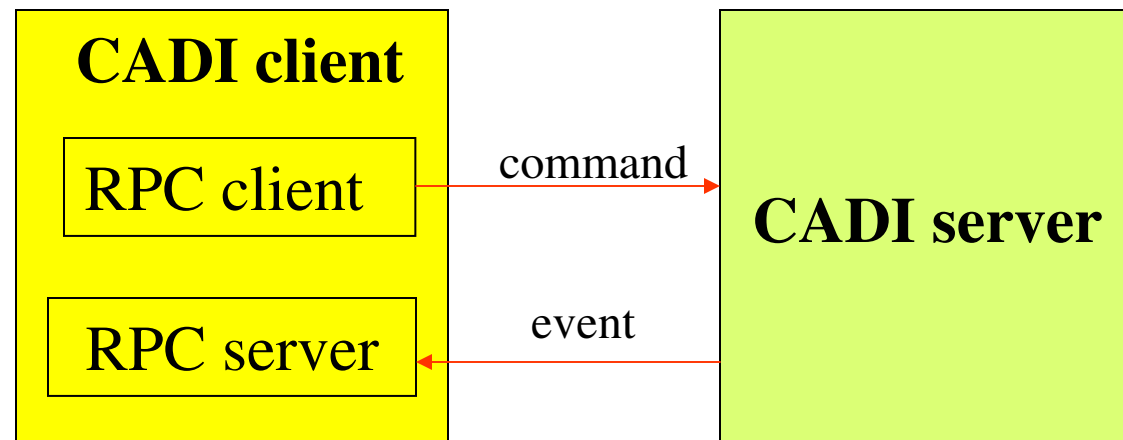 CADI client
RPC client
command
CADI server
RPC server
event